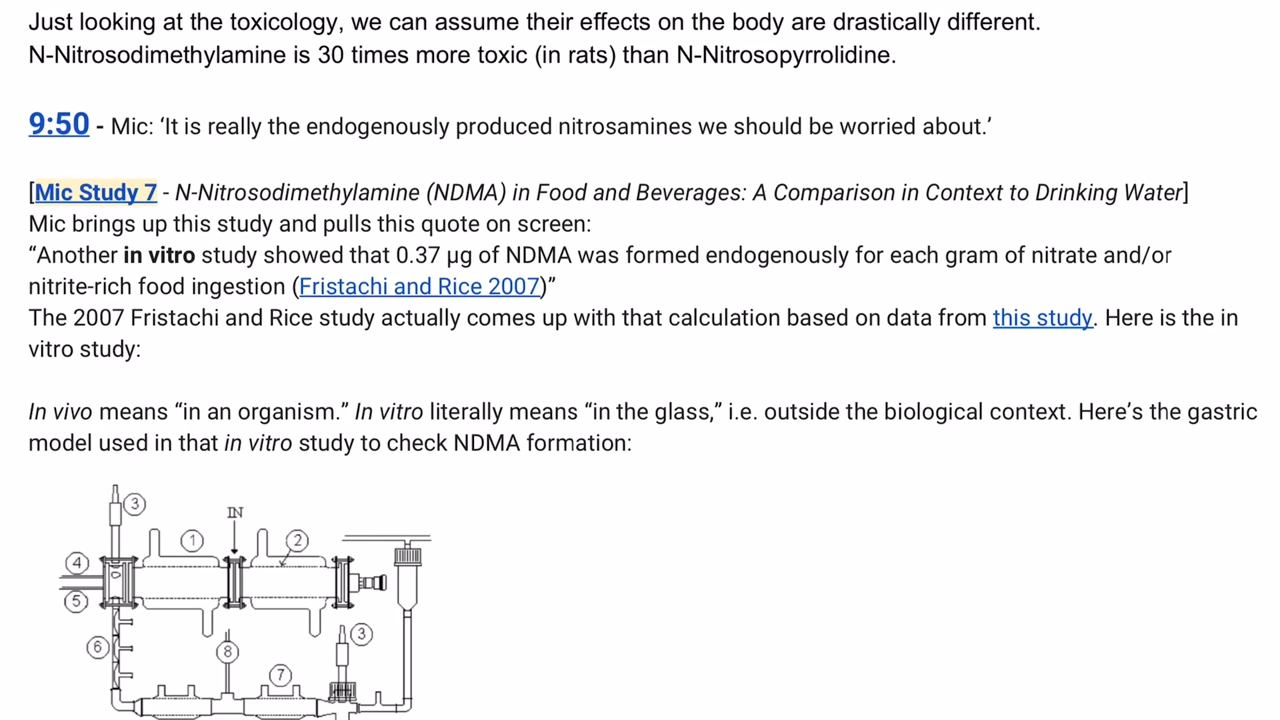 Just looking at the toxicology, we can assume their effects on the body are drastically different.
N-Nitrosodimethylamine is 30 times more toxic (in rats) than N-Nitrosopyrrolidine.
9:50 - Mic: ‘It is really the endogenously produced nitrosamines we should be worried about.’
[Mic Study 7 - N-Nitrosodimethylamine (NDMA) in Food and Beverages: A Comparison in Context to Drinking Water]
Mic brings up this study and pulls this quote on screen:
“Another in vitro study showed that 0.37 μg of NDMA was formed endogenously for each gram of nitrate and/or
nitrite-rich food ingestion (Fristachi and Rice 2007)”
The 2007 Fristachi and Rice study actually comes up with that calculation based on data from this study. Here is the in
vitro study:
In vivo means “in an organism.” In vitro literally means “in the glass,” i.e. outside the biological context. Here’s the gastric
model used in that in vitro study to check NDMA formation:
3
IN
1
2
4
5
3
6
8
7